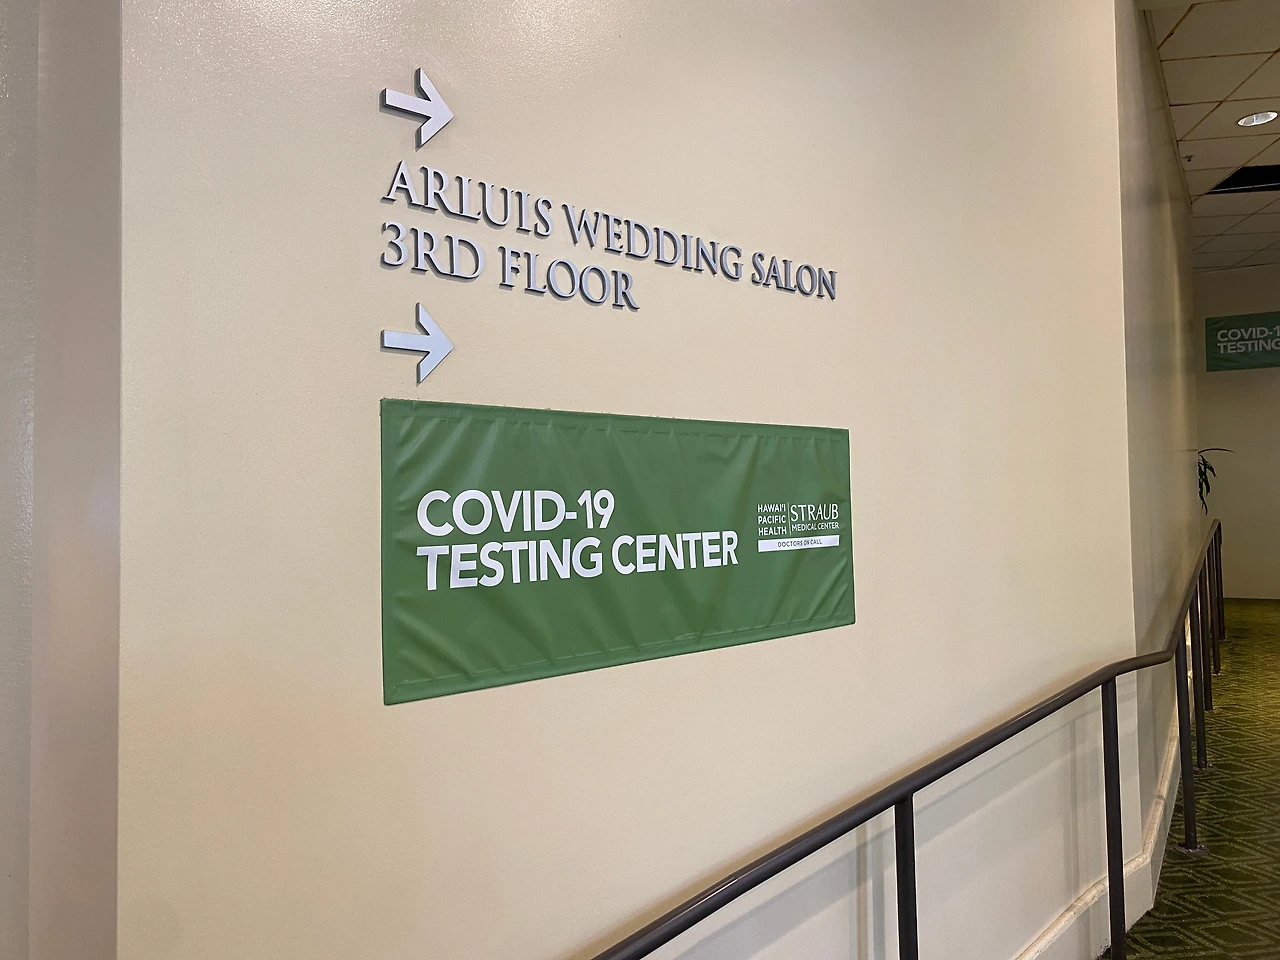 ARLUIS WEDDING SALON
3RD FLOOR
COVID-19
TESTING CENTER
HAWAI'I
PACIFIC
HEALTH
STRAUB
MEDICAL CENTER
DOCTORS ON CALL
COVID-1
TESTING